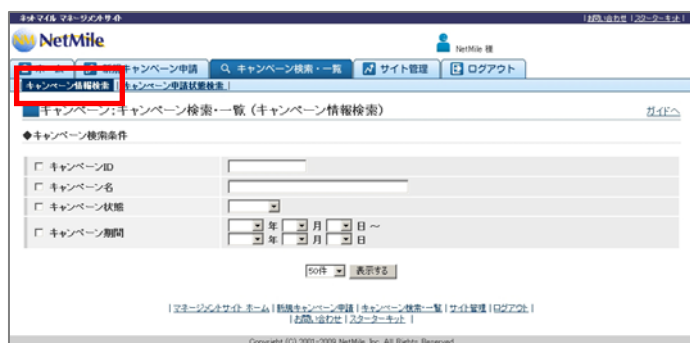 ネットマイル マネージメントサイト | お問い合わせ | スターターキット |
NetMile NetMile 様
ホーム 新規キャンペーン申請 キャンペーン検索・一覧 サイト管理 ログアウト
キャンペーン情報検索 | キャンペーン申請状態検索 |
キャンペーン:キャンペーン検索・一覧 (キャンペーン情報検索) ガイドへ
◆キャンペーン検索条件
キャンペーンID
キャンペーン名
キャンペーン状態
キャンペーン期間 年 月 日 ~
年 月 日
50件 表示する
| マネージメントサイト ホーム | 新規キャンペーン申請 | キャンペーン検索・一覧 | サイト管理 | ログアウト |
| お問い合わせ | スターターキット |
Copyright (C) 2001-2009 NetMile, Inc. All Rights Reserved.